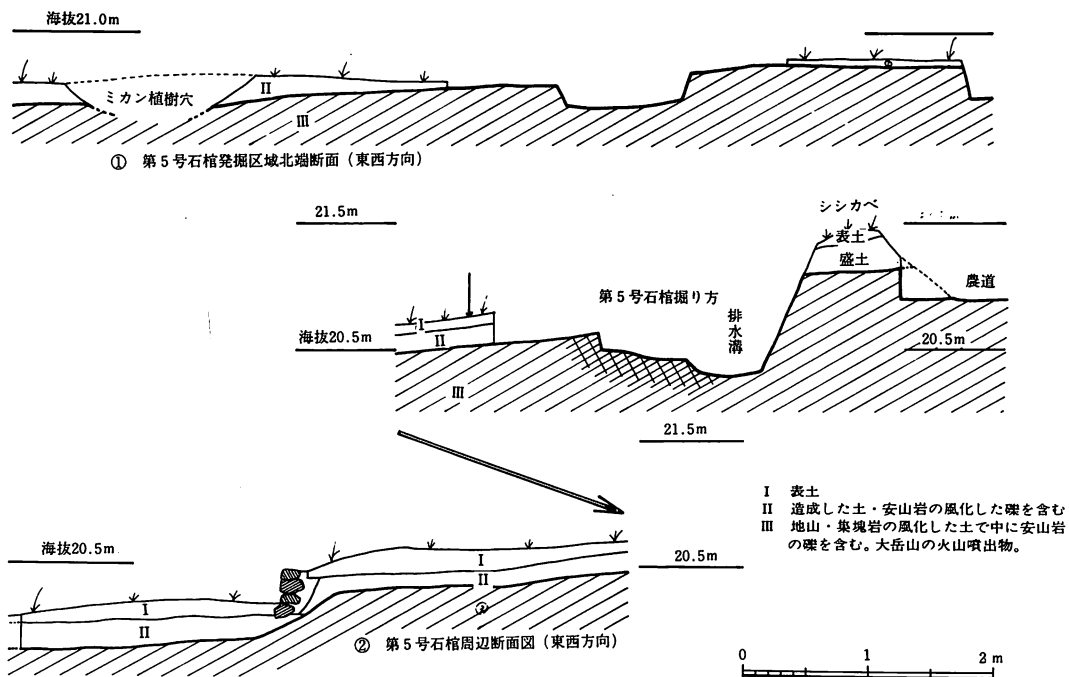 海抜21.0m
ミカン植樹穴
II
III
① 第5号石棺発掘区域北端断面（東西方向）
21.5m
シシカベ
表土
盛土
農道
第5号石棺掘り方
排水溝
I
II
海抜20.5m
20.5m
III
21.5m
I 表土
II 造成した土・安山岩の風化した礫を含む
III 地山・集塊岩の風化した土で中に安山岩
の礫を含む。大岳山の火山噴出物。
海抜20.5m
20.5m
I
II
I
II
② 第5号石棺周辺断面図（東西方向）
0 1 2 m